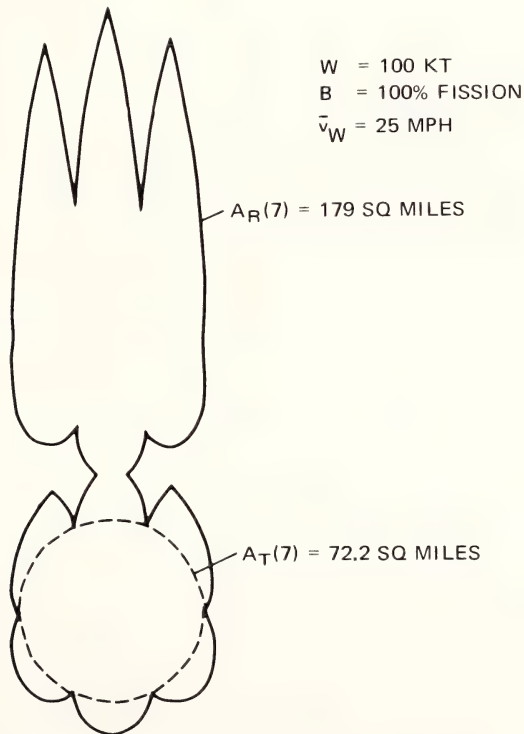 W = 100 KT
B = 100% FISSION
v̄W = 25 MPH
AR(7) = 179 SQ MILES
AT(7) = 72.2 SQ MILES